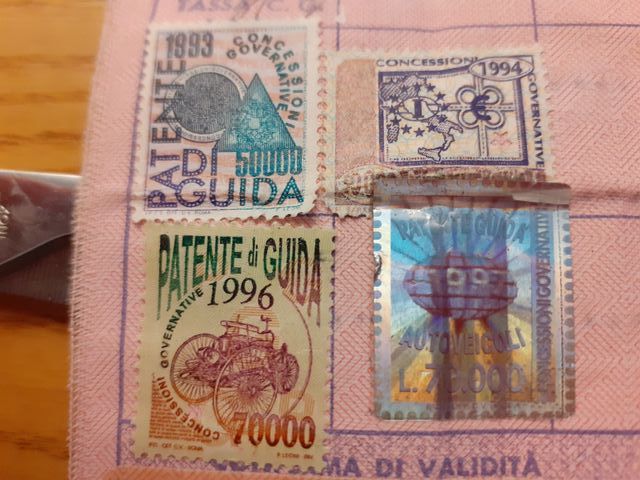 TASSA C. G.
1993
CONCESSIONI
GOVERNATIVE
PATENTE
DI 50000
GUIDA
CONCESSIONI
1994
GOVERNATIVE
I
€
PATENTE di GUIDA
1996
CONCESSIONI GOVERNATIVE
70000
PATENTE GUIDA
1995
AUTOVEICOLI
L. 70.000
CONCESSIONI GOVERNATIVE
DI VALIDITÀ